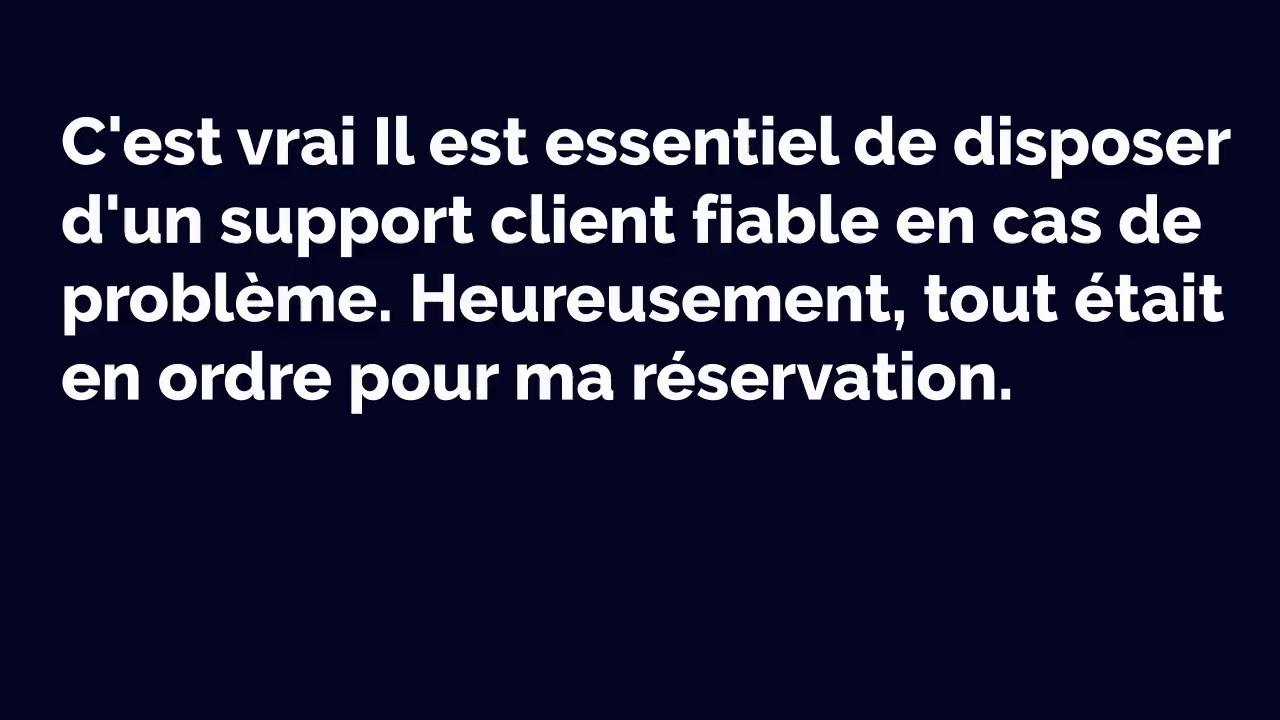 C'est vrai Il est essentiel de disposer
d'un support client fiable en cas de
problème. Heureusement, tout était
en ordre pour ma réservation.